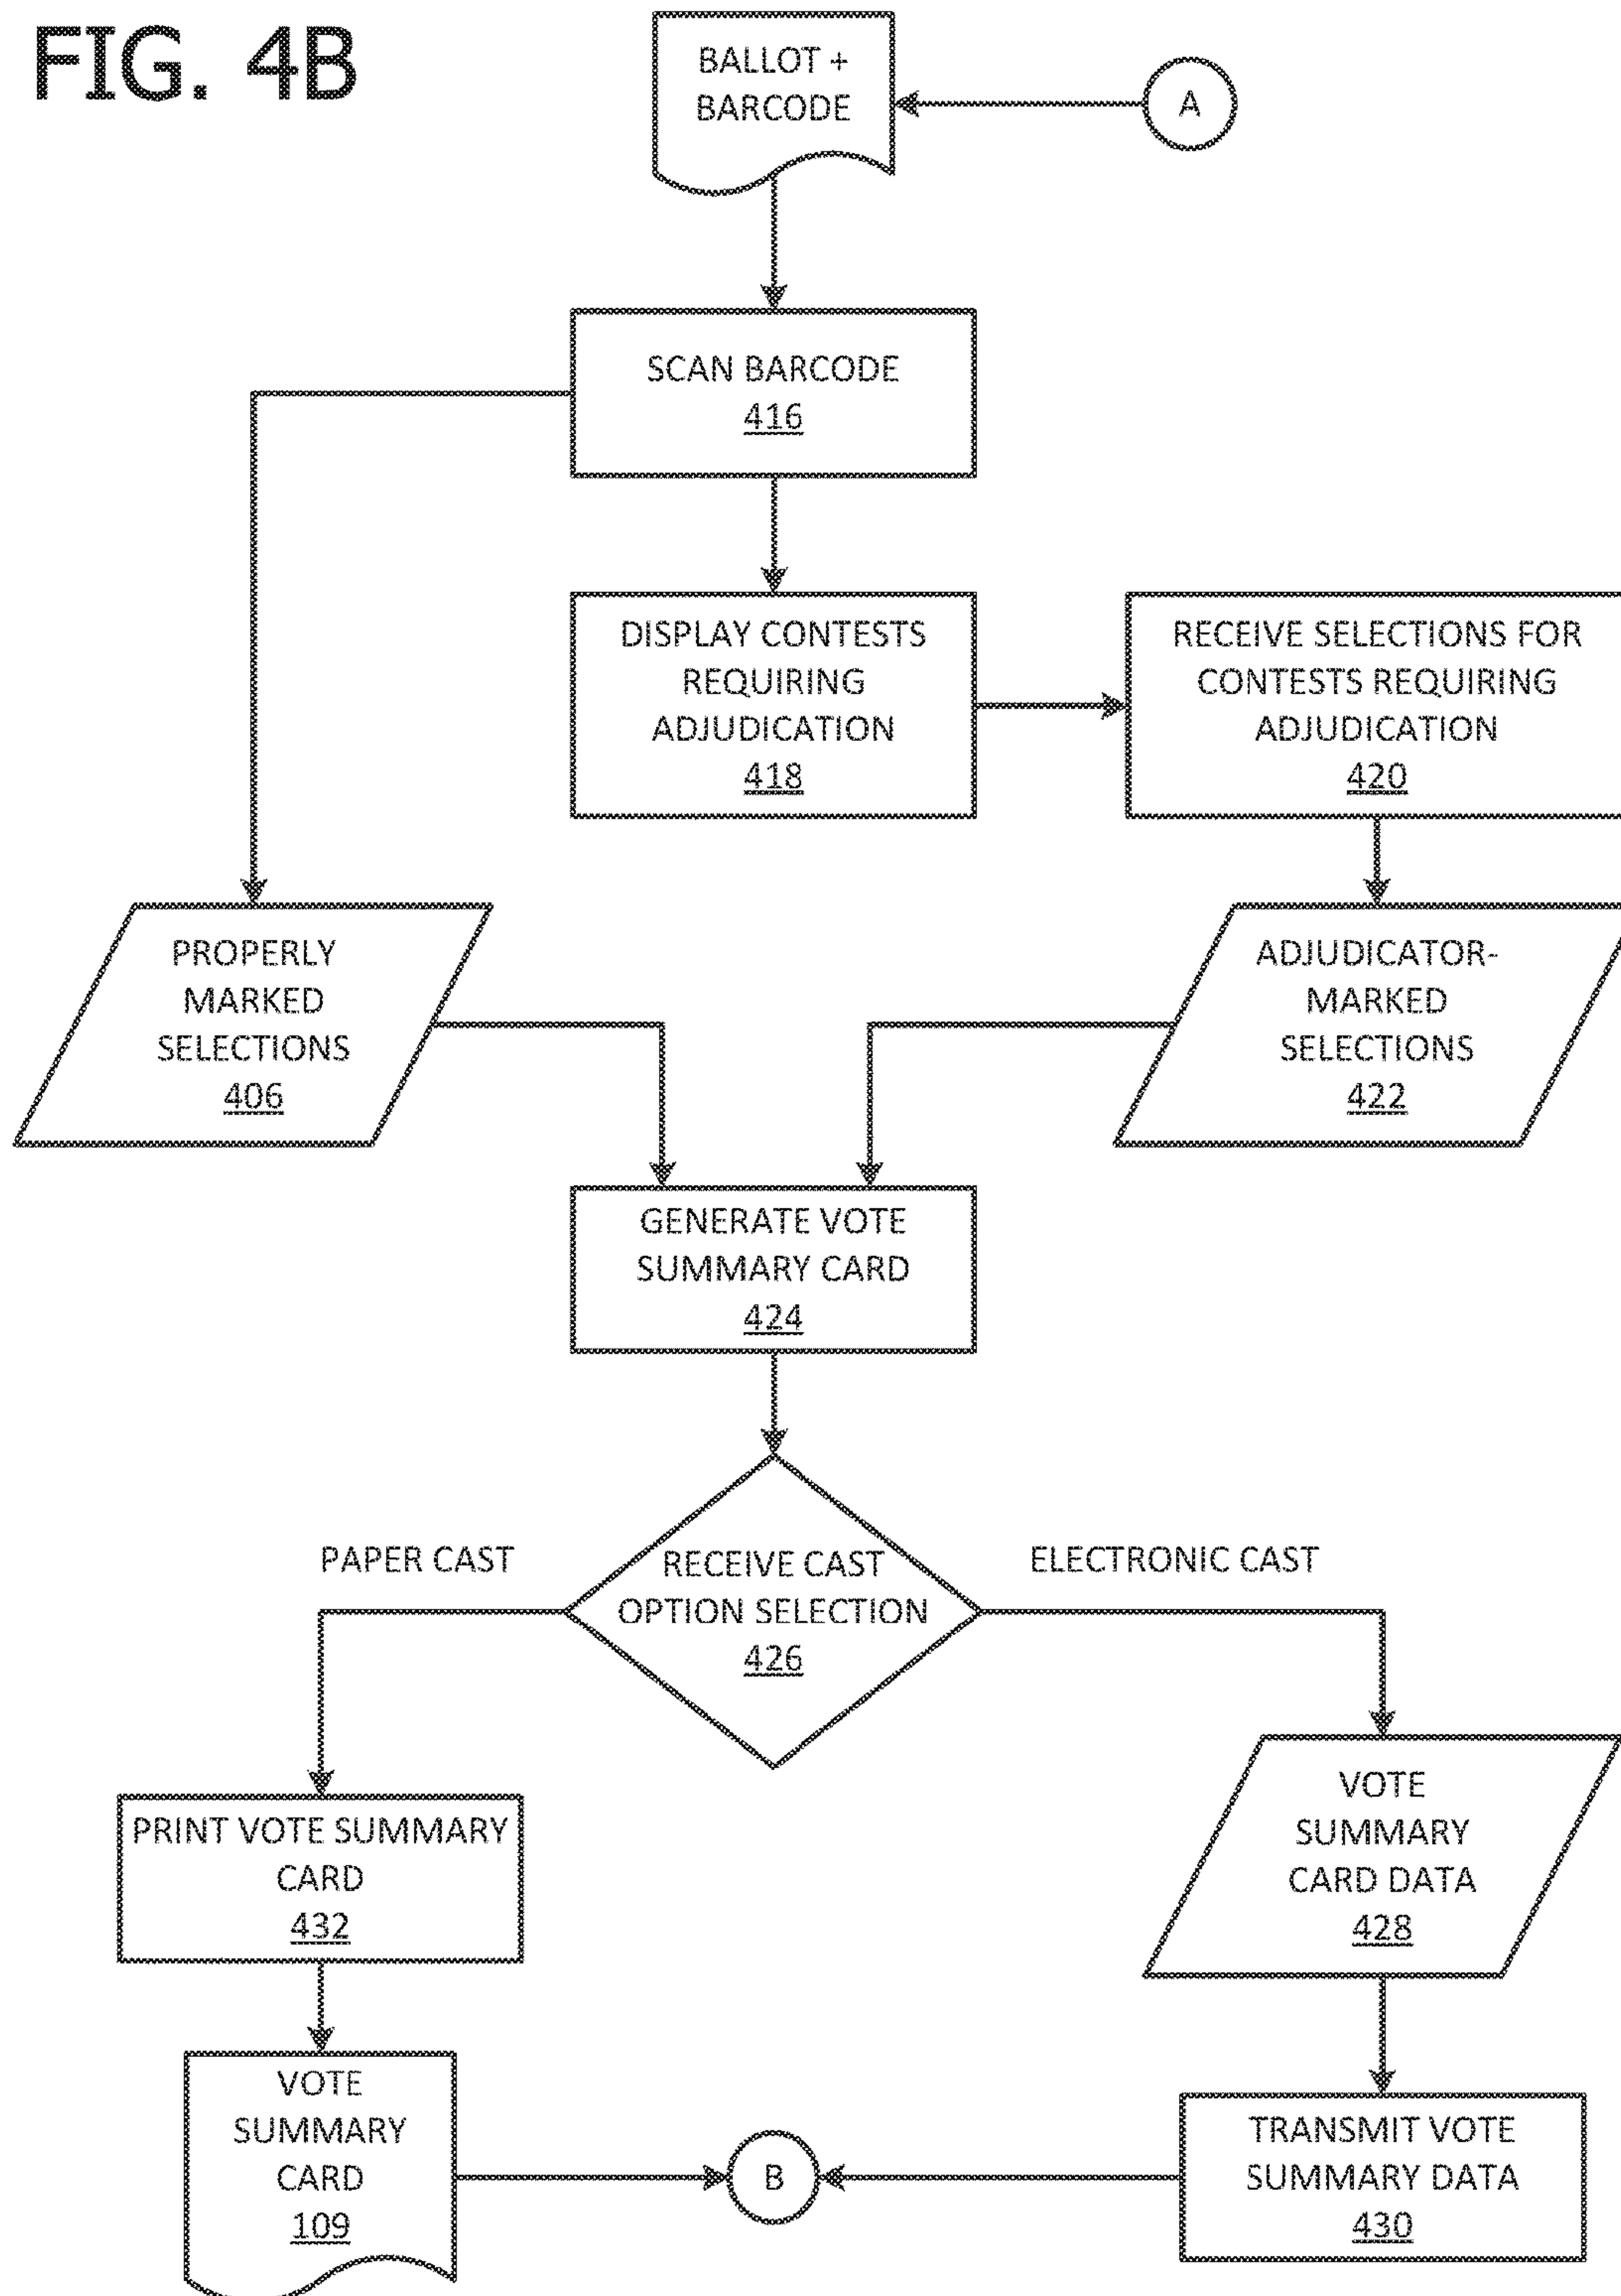 FIG. 4B
BALLOT +
BARCODE
A
SCAN BARCODE
416
DISPLAY CONTESTS
REQUIRING
ADJUDICATION
418
RECEIVE SELECTIONS FOR
CONTESTS REQUIRING
ADJUDICATION
420
PROPERLY
MARKED
SELECTIONS
406
ADJUDICATOR-
MARKED
SELECTIONS
422
GENERATE VOTE
SUMMARY CARD
424
PAPER CAST
RECEIVE CAST
OPTION SELECTION
426
ELECTRONIC CAST
PRINT VOTE SUMMARY
CARD
432
VOTE
SUMMARY
CARD DATA
428
VOTE
SUMMARY
CARD
109
B
TRANSMIT VOTE
SUMMARY DATA
430